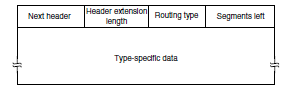 Next header
Header extension
length
Routing type
Segments left
Type-specific data